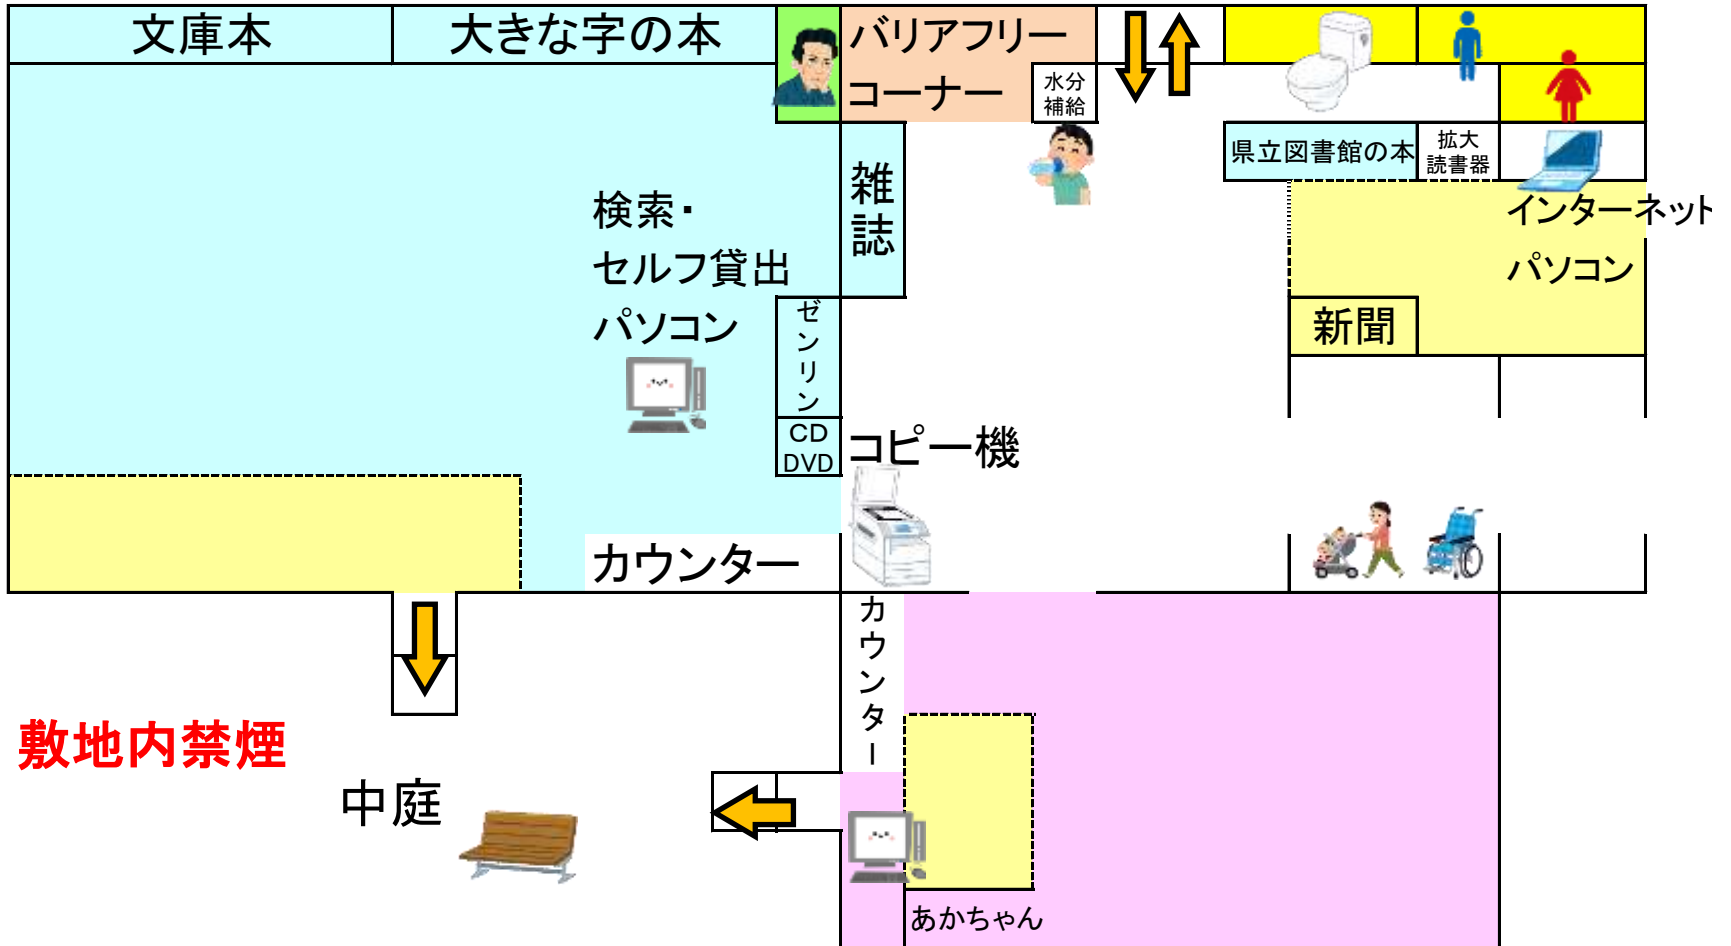 文庫本
大きな字の本
バリアフリー
コーナー
水分
補給
県立図書館の本
拡大
読書器
雑誌
検索・
セルフ貸出
パソコン
インターネット
パソコン
ゼンリン
新聞
CD
DVD
コピー機
カウンター
カウンター
敷地内禁煙
中庭
あかちゃん